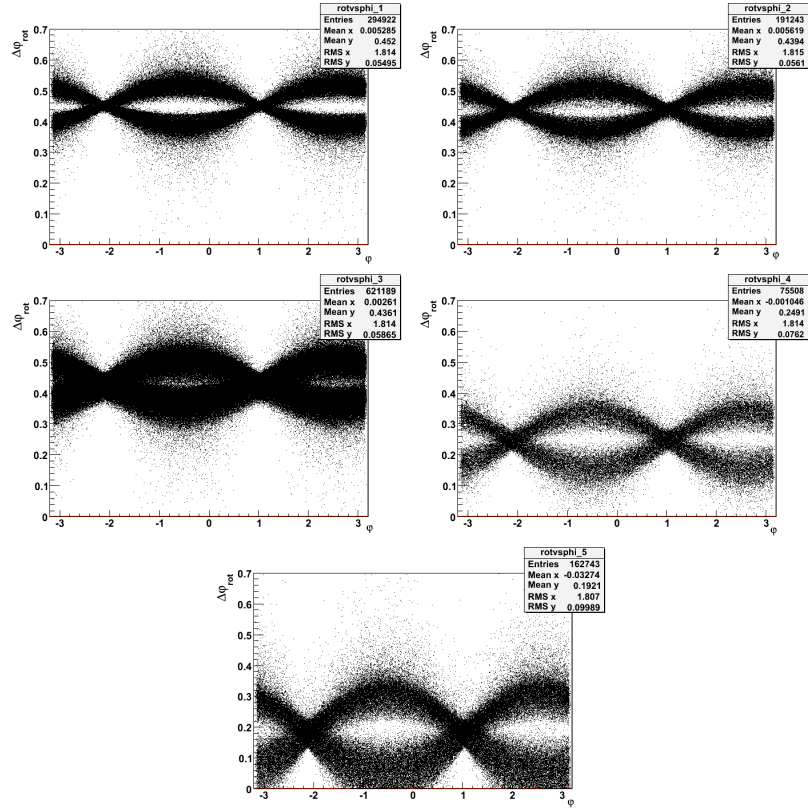 rotvsphi_1
Entries 294922
Mean x 0.005285
Mean y 0.452
RMS x 1.814
RMS y 0.05495
Δφrot
0.7
0.6
0.5
0.4
0.3
0.2
0.1
0
-3 -2 -1 0 1 2 3
φ
rotvsphi_2
Entries 191243
Mean x 0.005619
Mean y 0.4394
RMS x 1.815
RMS y 0.0561
Δφrot
0.7
0.6
0.5
0.4
0.3
0.2
0.1
0
-3 -2 -1 0 1 2 3
φ
rotvsphi_3
Entries 621189
Mean x 0.00261
Mean y 0.4361
RMS x 1.814
RMS y 0.05865
Δφrot
0.7
0.6
0.5
0.4
0.3
0.2
0.1
0
-3 -2 -1 0 1 2 3
φ
rotvsphi_4
Entries 75508
Mean x -0.001046
Mean y 0.2491
RMS x 1.814
RMS y 0.0762
Δφrot
0.7
0.6
0.5
0.4
0.3
0.2
0.1
0
-3 -2 -1 0 1 2 3
φ
rotvsphi_5
Entries 162743
Mean x -0.03274
Mean y 0.1921
RMS x 1.807
RMS y 0.09989
Δφrot
0.7
0.6
0.5
0.4
0.3
0.2
0.1
0
-3 -2 -1 0 1 2 3
φ